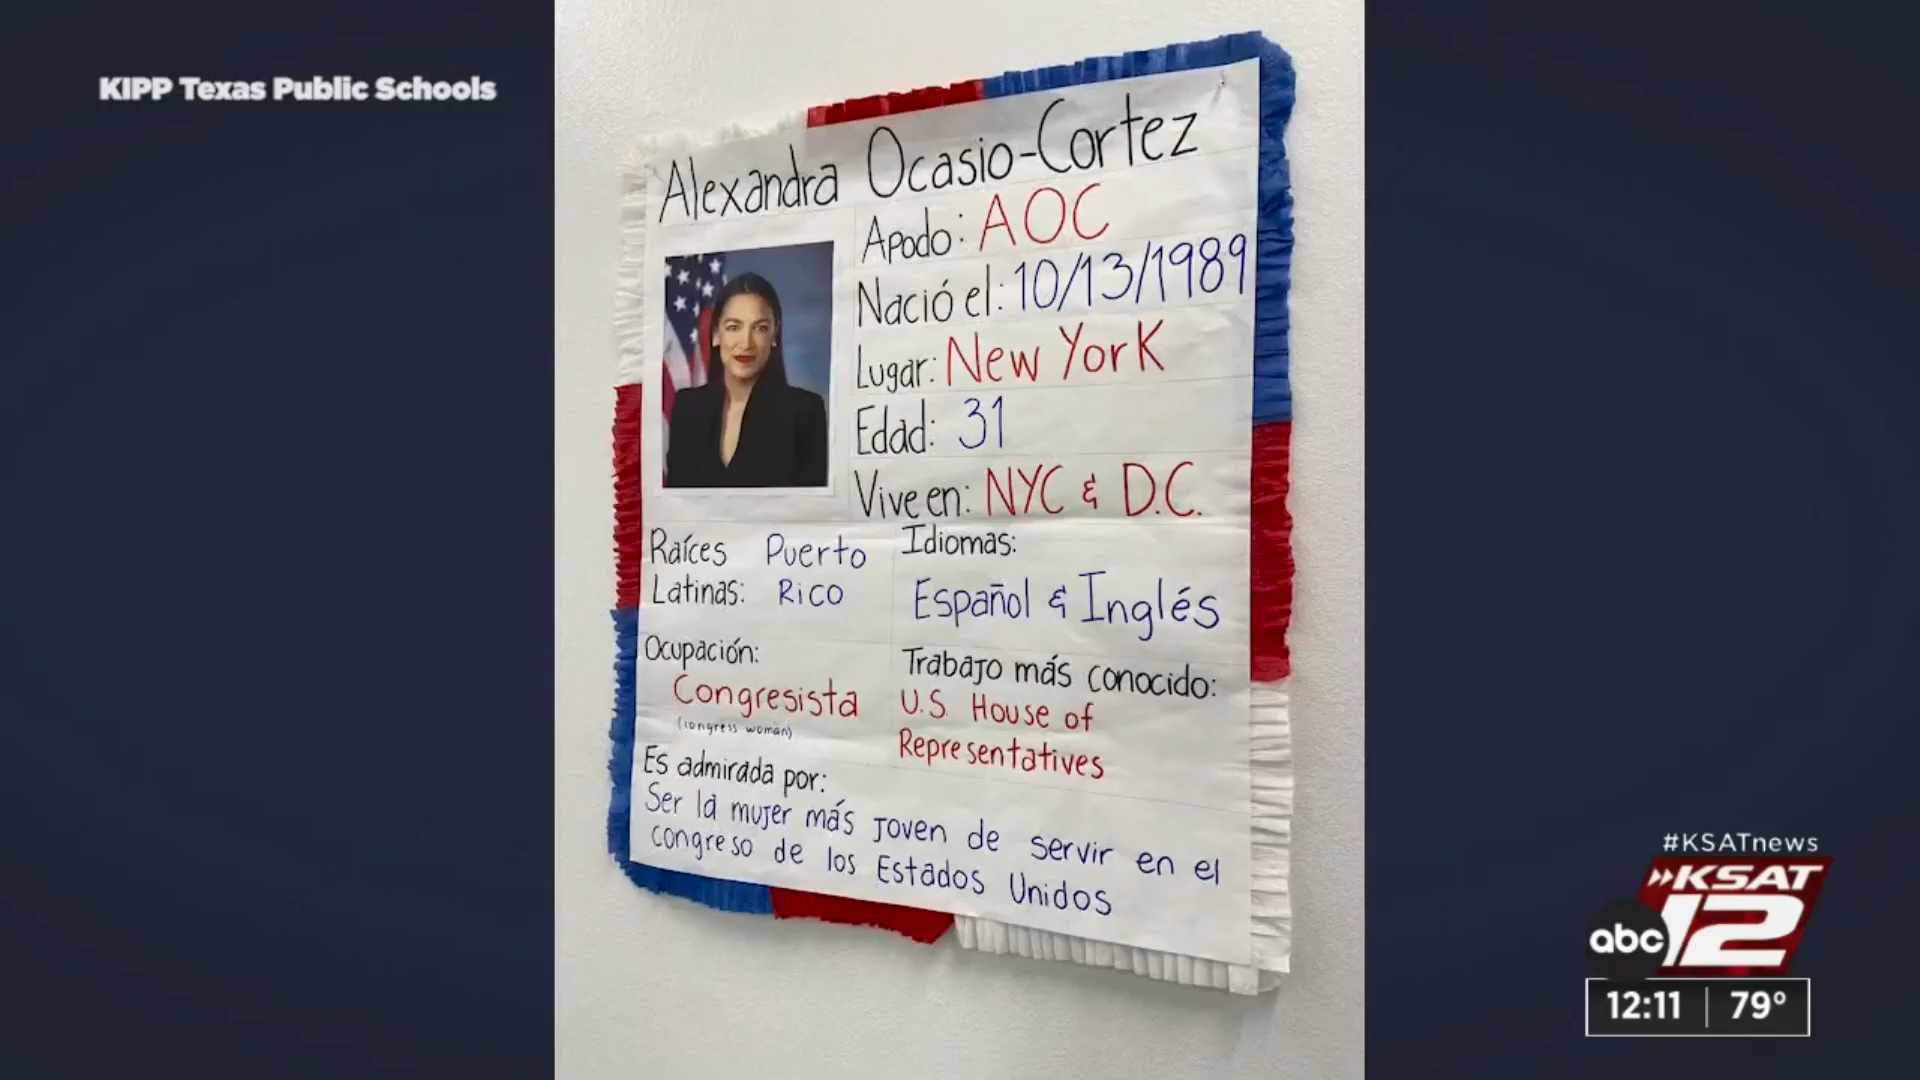 KIPP Texas Public Schools
Alexandra Ocasio-Cortez
Apodo: AOC
Nació el: 10/13/1989
Lugar: New York
Edad: 31
Vive en: NYC & D.C.
Raíces Puerto
Latinas: Rico
Idiomas:
Español & Inglés
Ocupación:
Congresista
(congress woman)
Trabajo más conocido:
U.S. House of
Representatives
Es admirada por:
Ser la mujer más joven de servir en el
congreso de los Estados Unidos
#KSATnews
KSAT
abc 12
12:11 79°